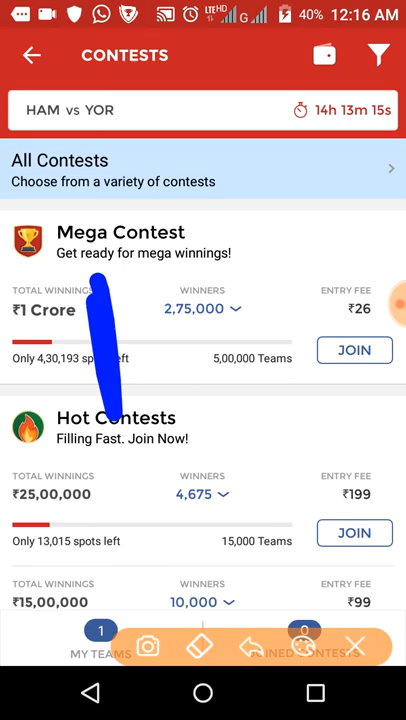 LTE HD G 40% 12:16 AM
CONTESTS
HAM vs YOR 14h 13m 15s
All Contests
Choose from a variety of contests
Mega Contest
Get ready for mega winnings!
TOTAL WINNINGS WINNERS ENTRY FEE
₹1 Crore 2,75,000 ₹26
Only 4,30,193 left 5,00,000 Teams JOIN
Hot Contests
Filling Fast. Join Now!
TOTAL WINNINGS WINNERS ENTRY FEE
₹25,00,000 4,675 ₹199
Only 13,015 spots left 15,000 Teams JOIN
TOTAL WINNINGS WINNERS ENTRY FEE
₹15,00,000 10,000 ₹99
1 0
MY TEAMS JOINED CONTESTS